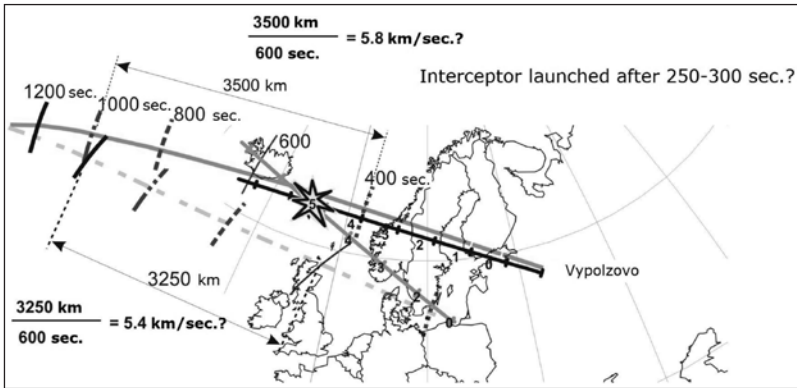 3500 km
600 sec.
= 5.8 km/sec.?
Interceptor launched after 250-300 sec.?
3500 km
1200 sec.
1000 sec.
800 sec.
600
400 sec.
5
4
4
3
2
1
0
2
0
Vypolzovo
3250 km
3250 km
600 sec.
= 5.4 km/sec.?